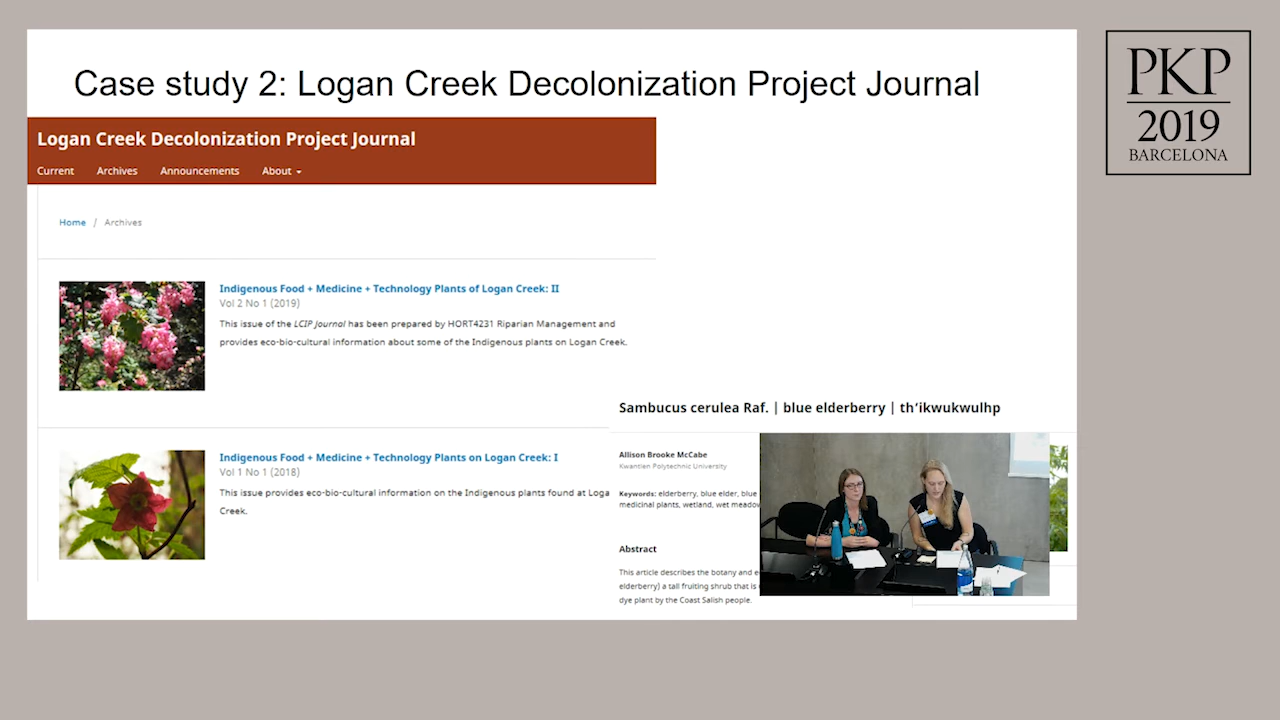 Case study 2: Logan Creek Decolonization Project Journal
PKP
2019
BARCELONA
Logan Creek Decolonization Project Journal
Current Archives Announcements About
Home / Archives
Indigenous Food + Medicine + Technology Plants of Logan Creek: II
Vol 2 No 1 (2019)
This issue of the LCIP Journal has been prepared by HORT4231 Riparian Management and
provides eco-bio-cultural information about some of the Indigenous plants on Logan Creek.
Indigenous Food + Medicine + Technology Plants on Logan Creek: I
Vol 1 No 1 (2018)
This issue provides eco-bio-cultural information on the Indigenous plants found at Loga
Creek.
Sambucus cerulea Raf. | blue elderberry | th'ikwukwulhp
Allison Brooke McCabe
Kwantlen Polytechnic University
Keywords: elderberry, blue elder, blue
medicinal plants, wetland, wet meadow
Abstract
This article describes the botany and e
elderberry) a tall fruiting shrub that is
dye plant by the Coast Salish people.